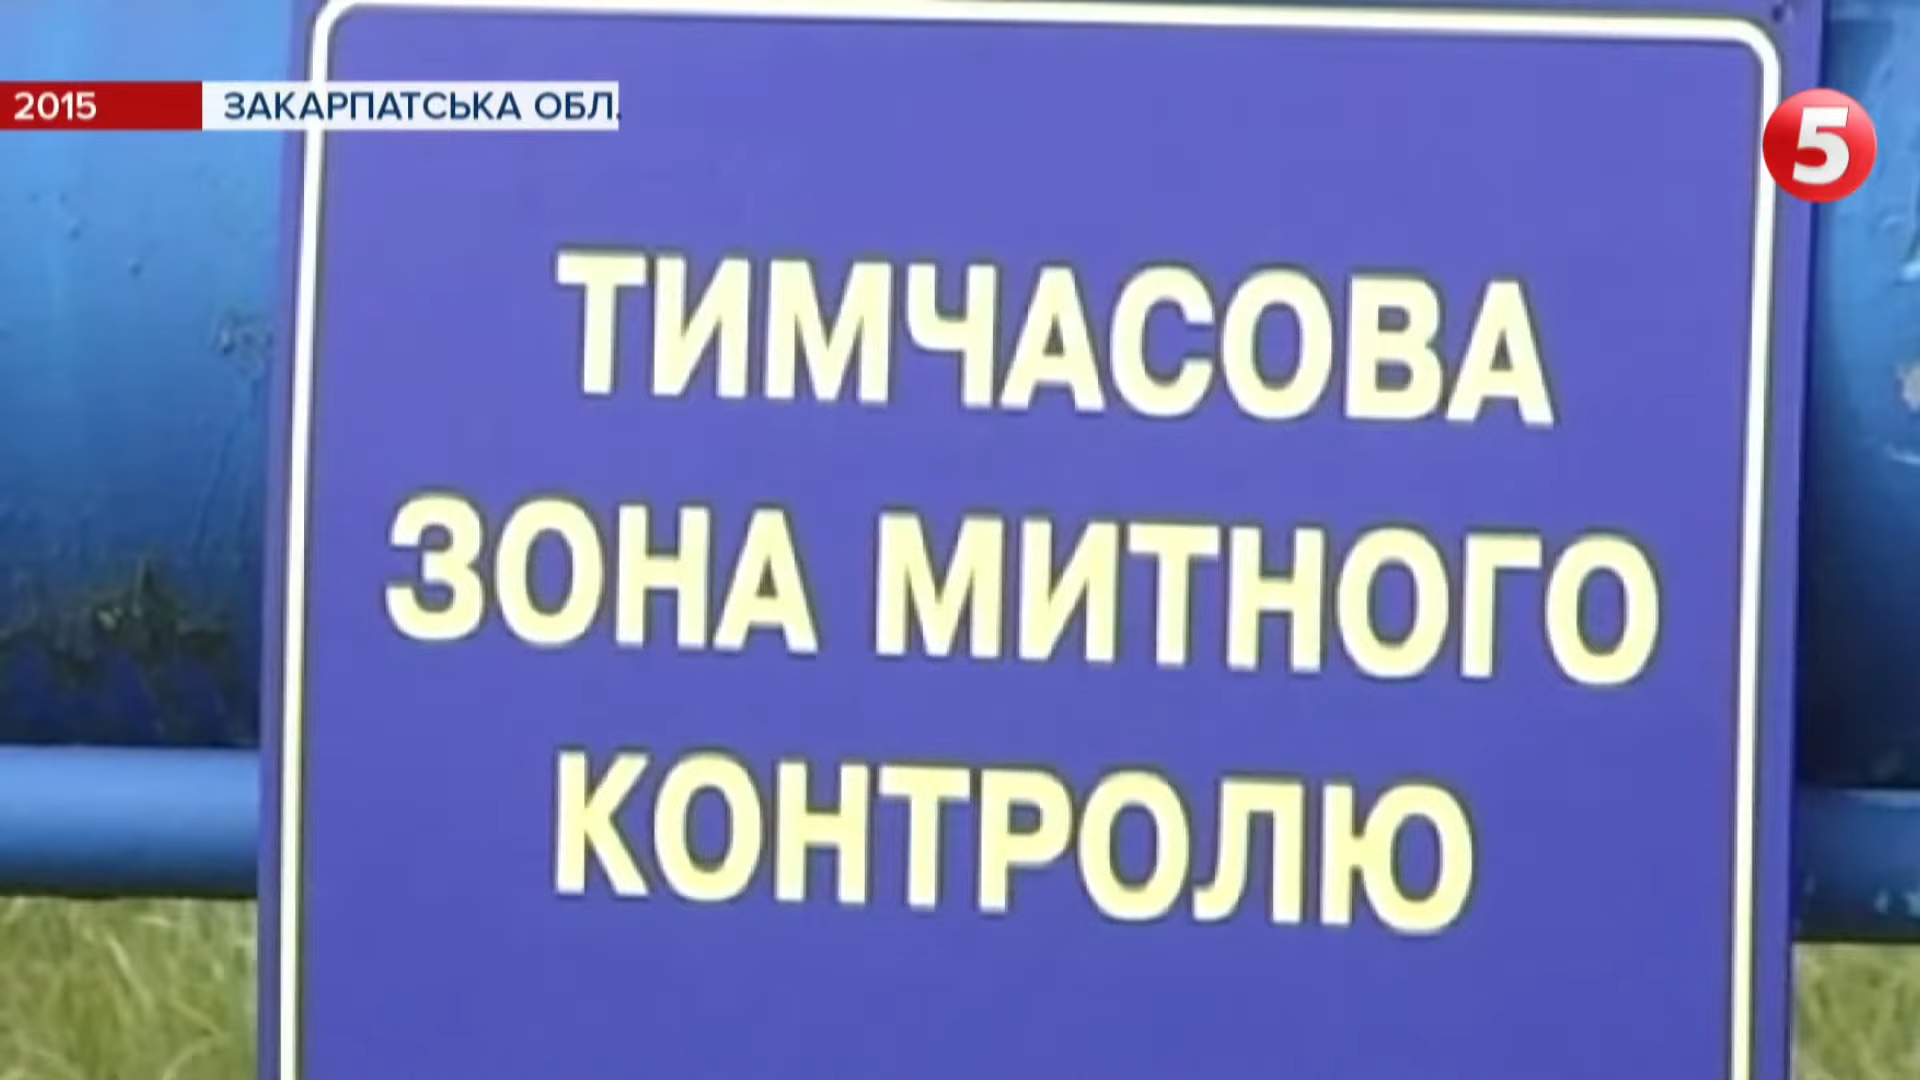 2015 ЗАКАРПАТСЬКА ОБЛ.
5
ТИМЧАСОВА
ЗОНА МИТНОГО
КОНТРОЛЮ